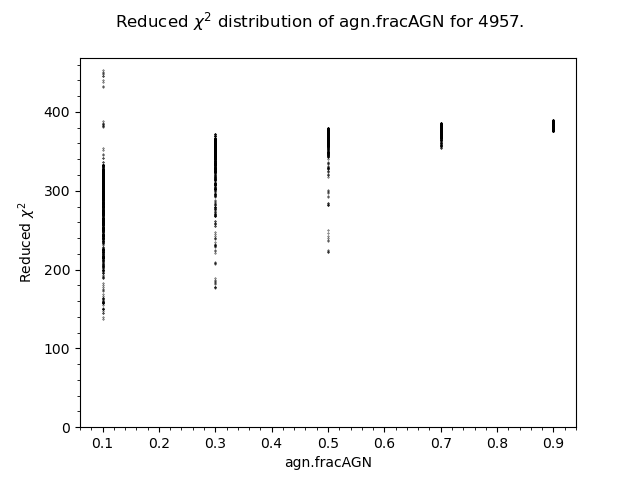 Reduced χ² distribution of agn.fracAGN for 4957.
400
300
200
100
0
Reduced χ²
0.1 0.2 0.3 0.4 0.5 0.6 0.7 0.8 0.9
agn.fracAGN